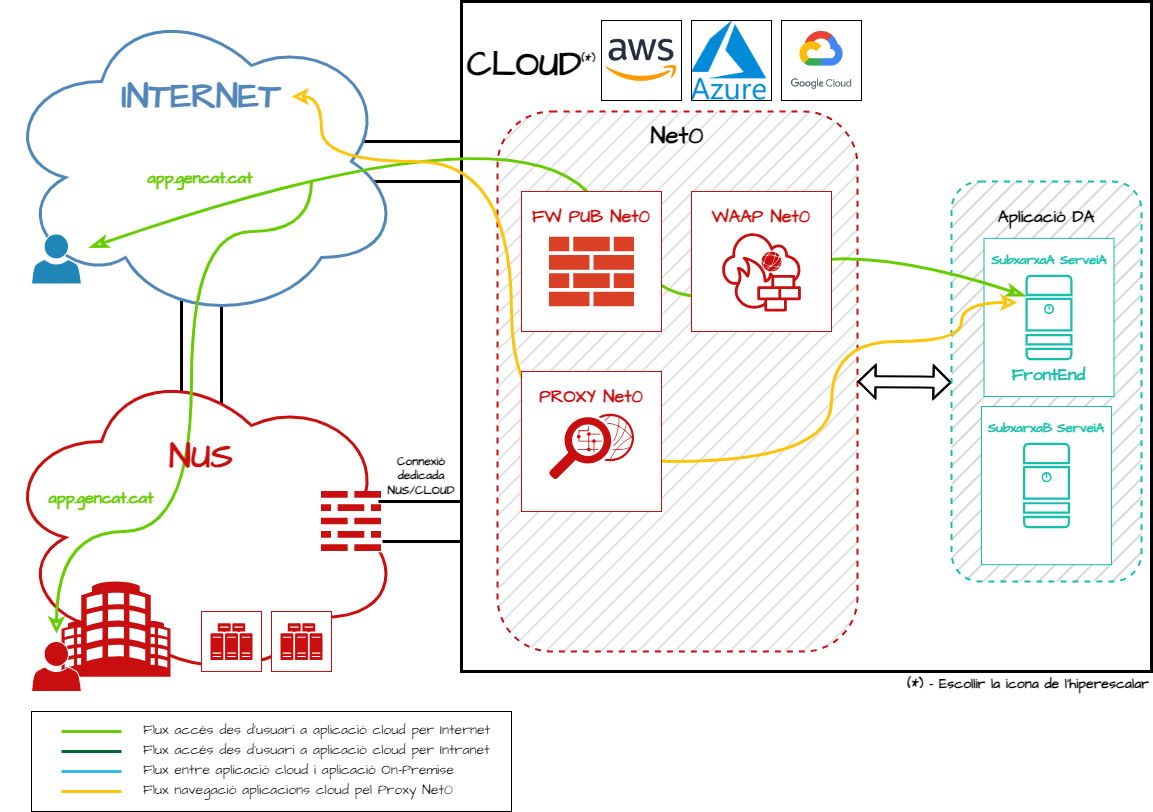 CLOUD(*)
aws
Azure
Google Cloud
INTERNET
app.gencat.cat
Net0
FW PUB Net0
WAAP Net0
PROXY Net0
Aplicació DA
SubxarxaA ServeiA
FrontEnd
SubxarxaB ServeiA
NUS
app.gencat.cat
Connexió
dedicada
NUS/CLOUD
(*) - Escollir la icona de l'hiperescalar
Flux accés des d'usuari a aplicació cloud per Internet
Flux accés des d'usuari a aplicació cloud per Intranet
Flux entre aplicació cloud i aplicació On-Premise
Flux navegació aplicacions cloud pel Proxy Net0